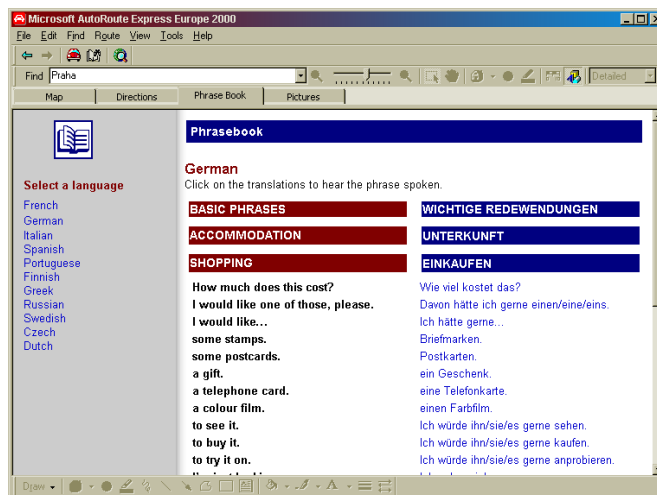 Microsoft AutoRoute Express Europe 2000
File Edit Find Route View Tools Help
Find Praha Detailed
Map Directions Phrase Book Pictures
Phrasebook
German
Click on the translations to hear the phrase spoken.
Select a language
French
German
Italian
Spanish
Portuguese
Finnish
Greek
Russian
Swedish
Czech
Dutch
BASIC PHRASES WICHTIGE REDEWENDUNGEN
ACCOMMODATION UNTERKUNFT
SHOPPING EINKAUFEN
How much does this cost? Wie viel kostet das?
I would like one of those, please. Davon hätte ich gerne einen/eine/eins.
I would like... Ich hätte gerne...
some stamps. Briefmarken.
some postcards. Postkarten.
a gift. ein Geschenk.
a telephone card. eine Telefonkarte.
a colour film. einen Farbfilm.
to see it. Ich würde ihn/sie/es gerne sehen.
to buy it. Ich würde ihn/sie/es gerne kaufen.
to try it on. Ich würde ihn/sie/es gerne anprobieren.
Draw